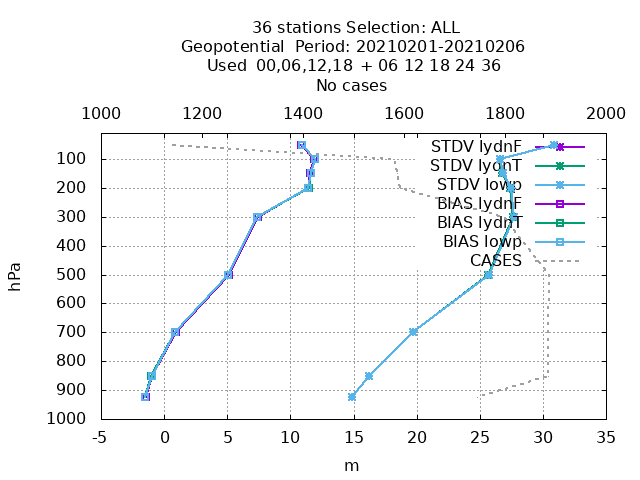 36 stations Selection: ALL
Geopotential  Period: 20210201-20210206
Used  00,06,12,18 + 06 12 18 24 36
No cases
1000 1200 1400 1600 1800 2000
STDV lydnF
STDV lydnT
STDV lowp
BIAS lydnF
BIAS lydnT
BIAS lowp
CASES
hPa
100
200
300
400
500
600
700
800
900
1000
-5 0 5 10 15 20 25 30 35
m